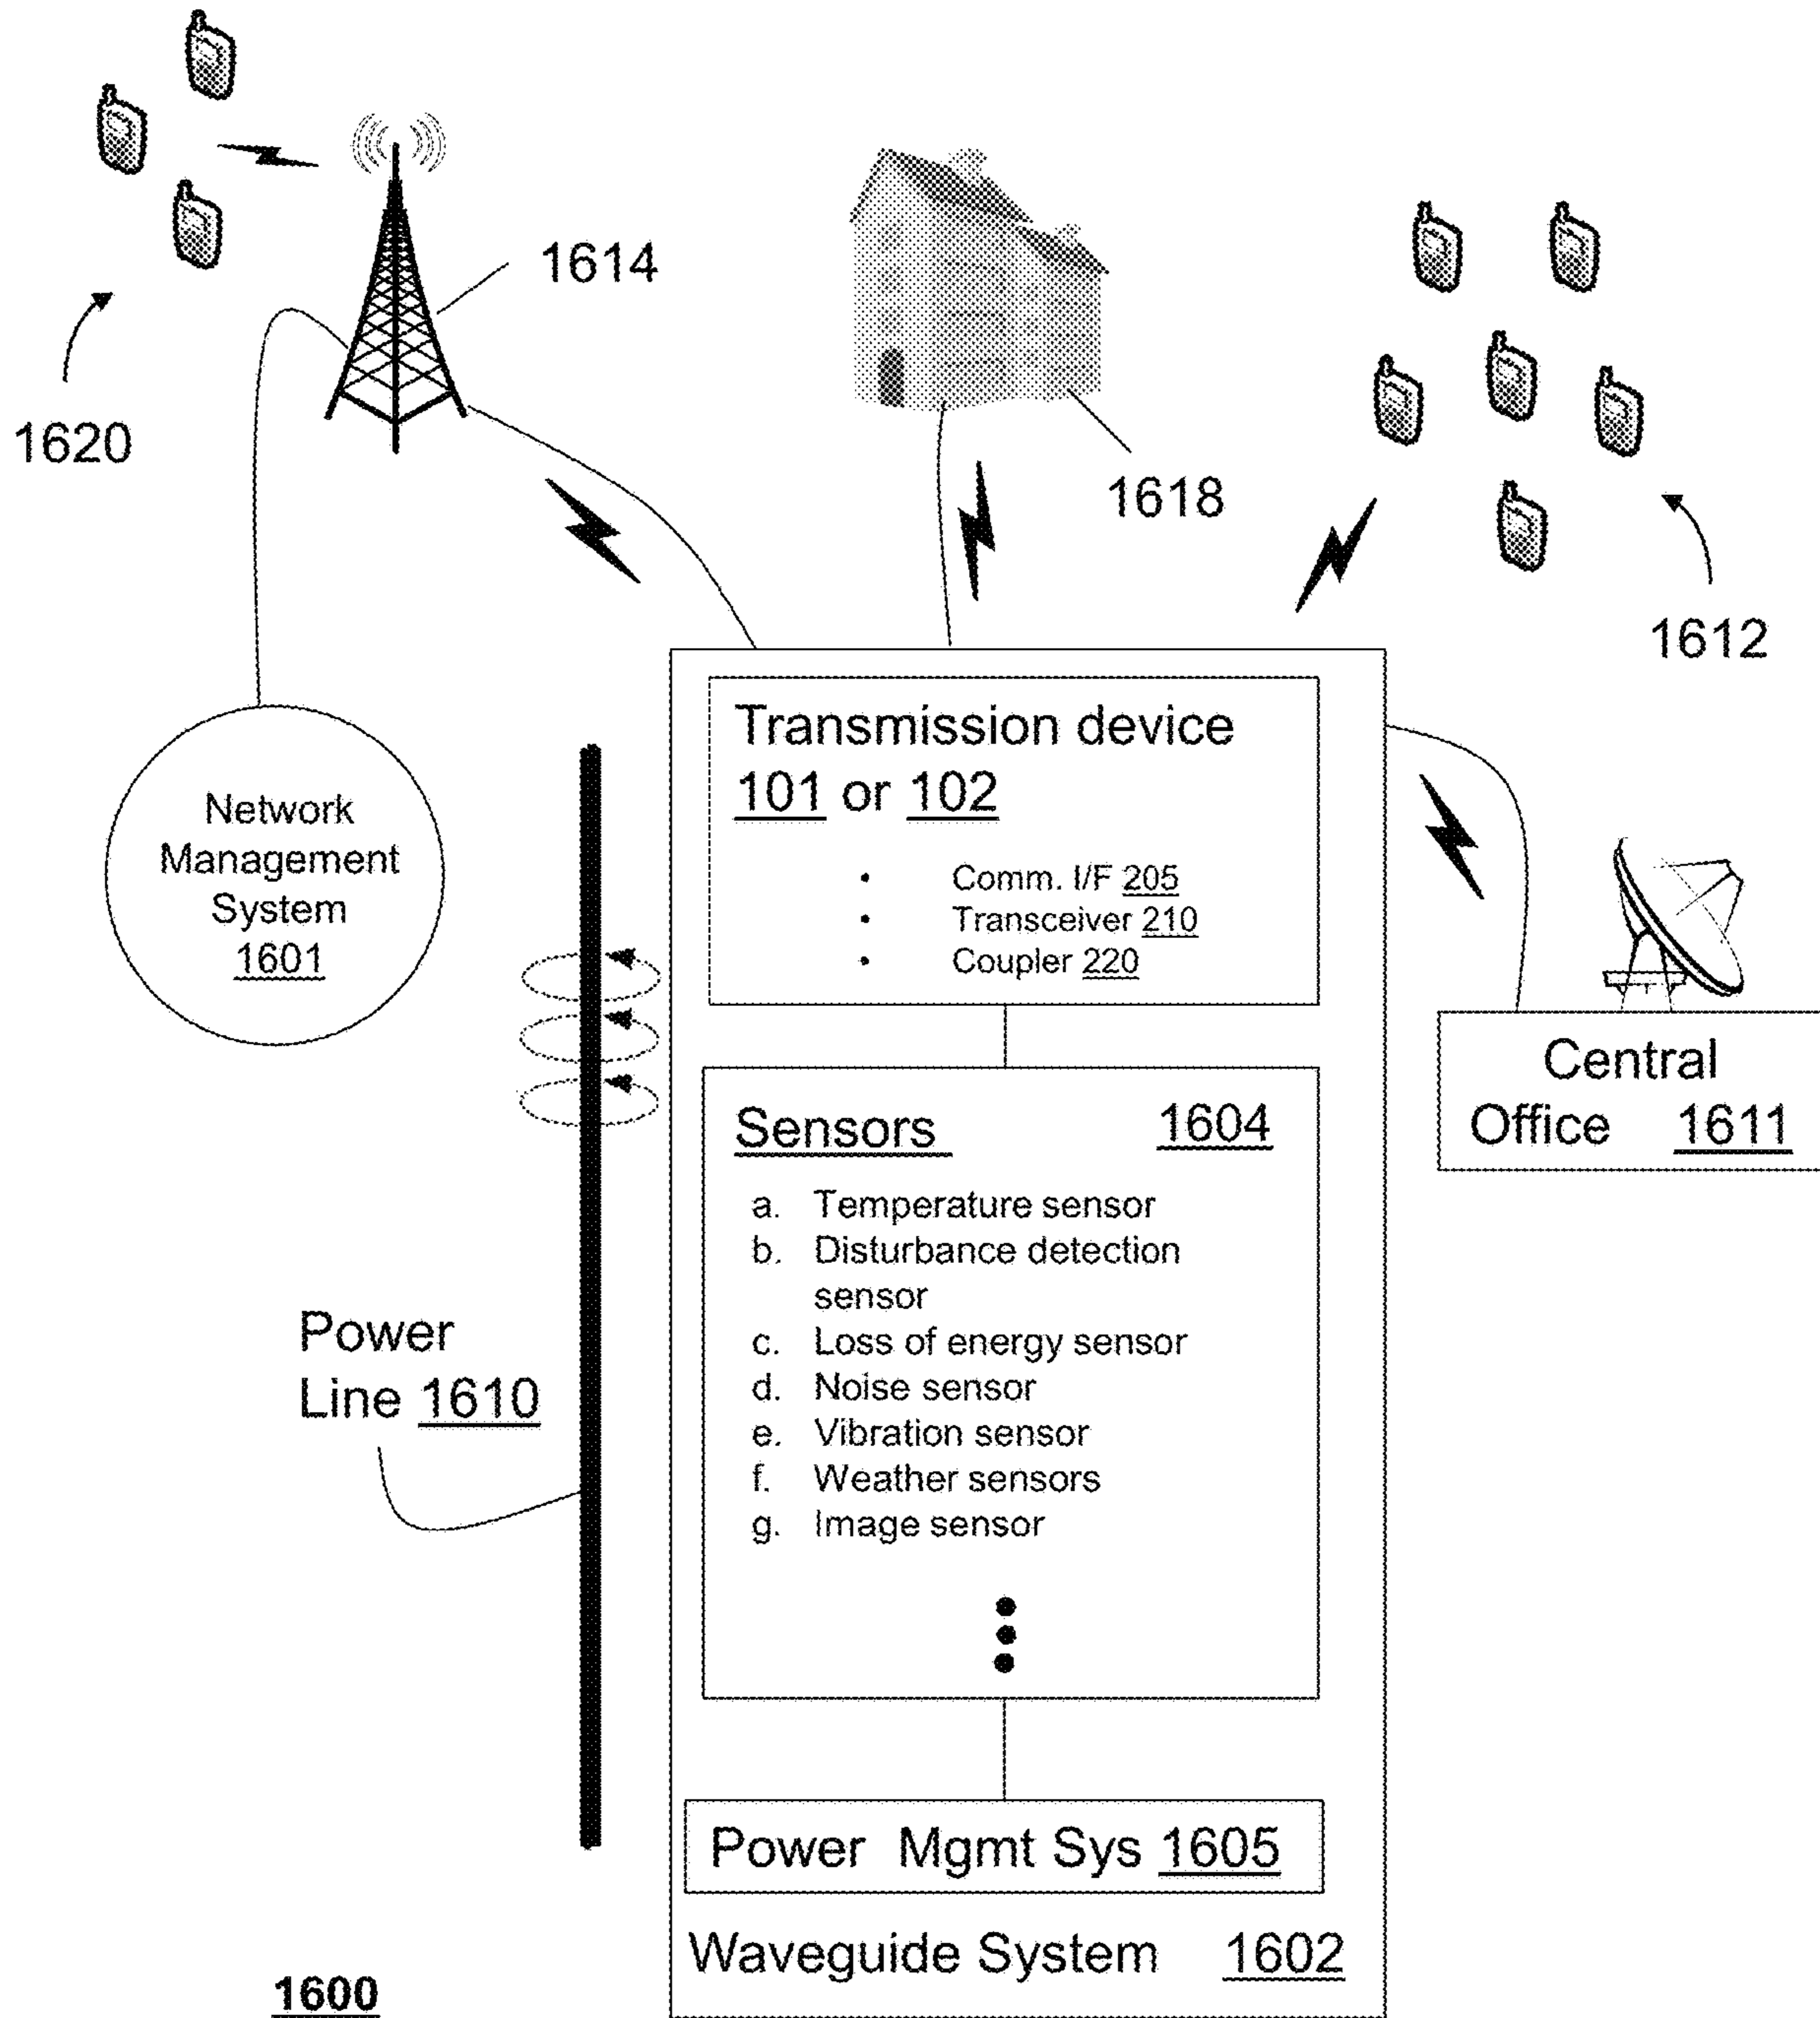 1614
1620
1618
1612
Network
Management
System
1601
Transmission device
101 or 102
• Comm. I/F 205
• Transceiver 210
• Coupler 220
Central
Office 1611
Sensors 1604
a. Temperature sensor
b. Disturbance detection
sensor
c. Loss of energy sensor
d. Noise sensor
e. Vibration sensor
f. Weather sensors
g. Image sensor
Power
Line 1610
Power Mgmt Sys 1605
Waveguide System 1602
1600